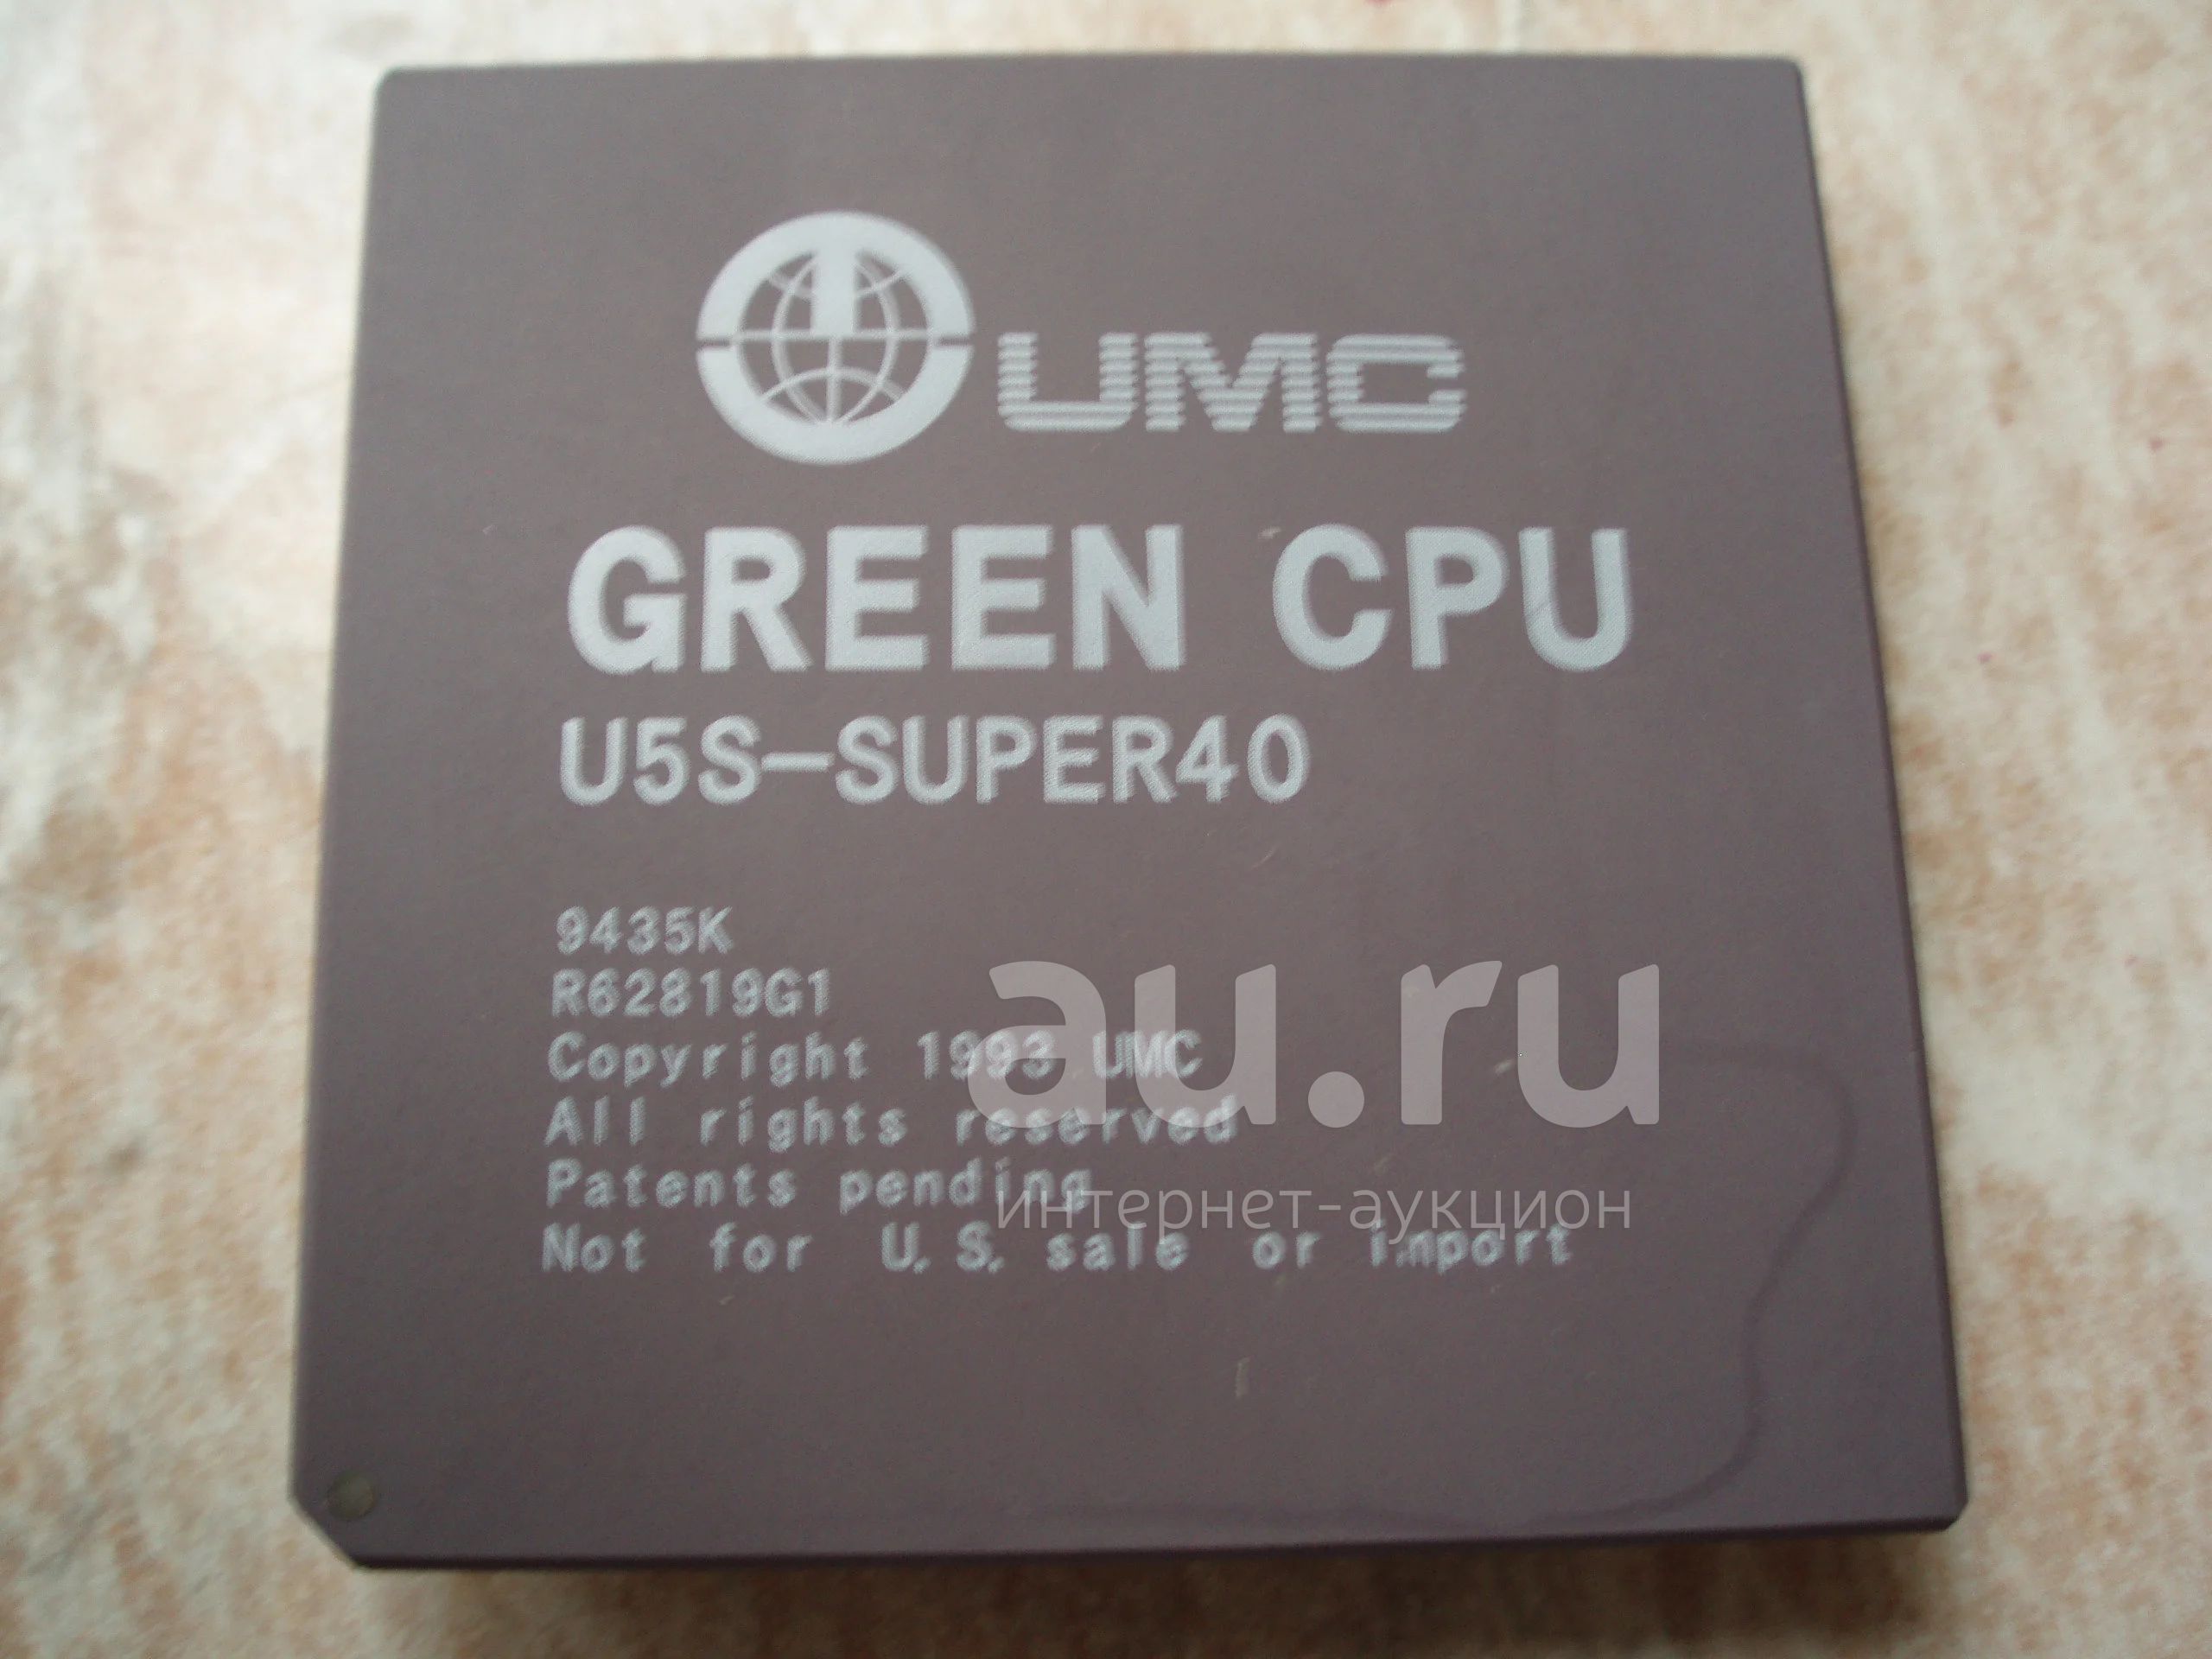 UMC
GREEN CPU
U5S-SUPER40
9435K
R62819G1
Copyright 1993 UMC
All rights reserved
Patents pending
Not for U.S. sale or import
au.ru
интернет-аукцион